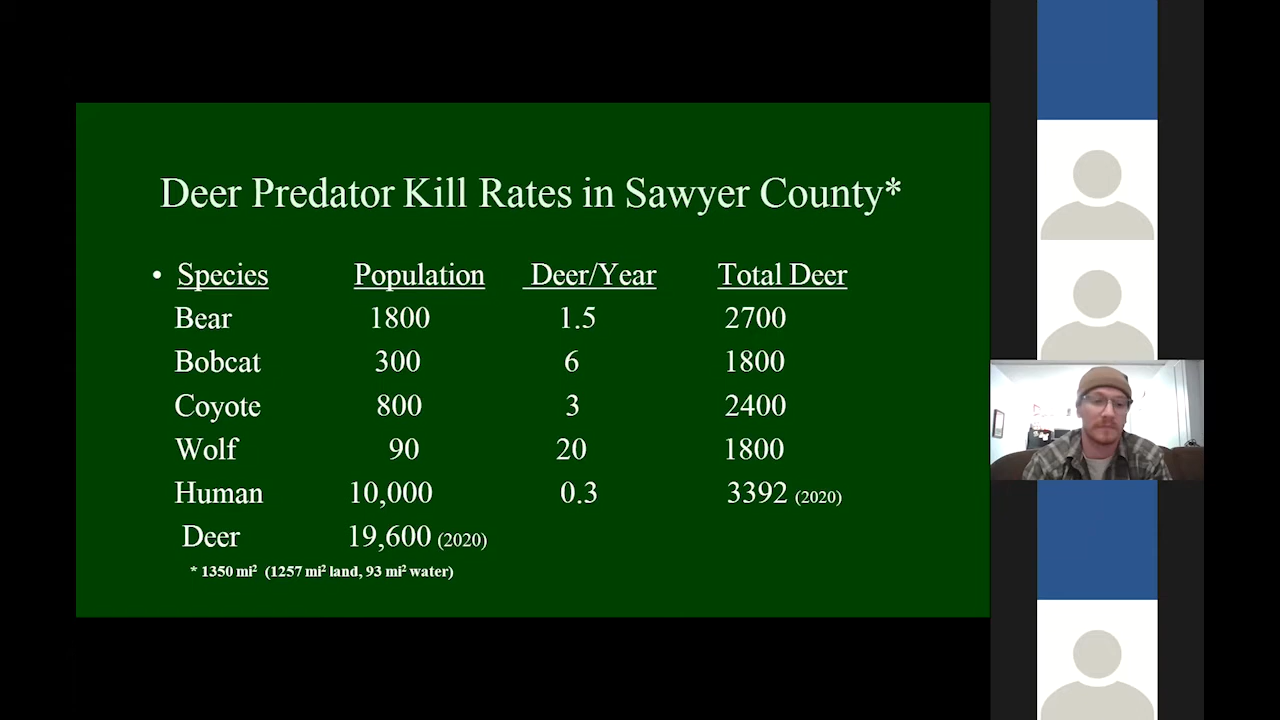 Deer Predator Kill Rates in Sawyer County*
• Species Population Deer/Year Total Deer
Bear 1800 1.5 2700
Bobcat 300 6 1800
Coyote 800 3 2400
Wolf 90 20 1800
Human 10,000 0.3 3392 (2020)
Deer 19,600 (2020)
* 1350 mi² (1257 mi² land, 93 mi² water)